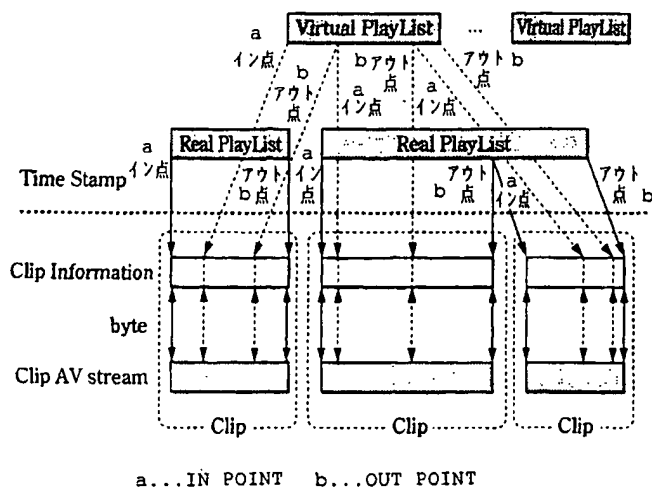 Virtual PlayList ... Virtual PlayList
a
イン点
b
アウト
点
b アウト
点
a
イン点
a
イン点
アウト b
点
Real PlayList
Real PlayList
a
イン点
アウト
点
b
a
イン点
アウト
点
b
a
イン点
アウト
点 b
Time Stamp
Clip Information
byte
Clip AV stream
Clip
Clip
Clip
a...IN POINT b...OUT POINT